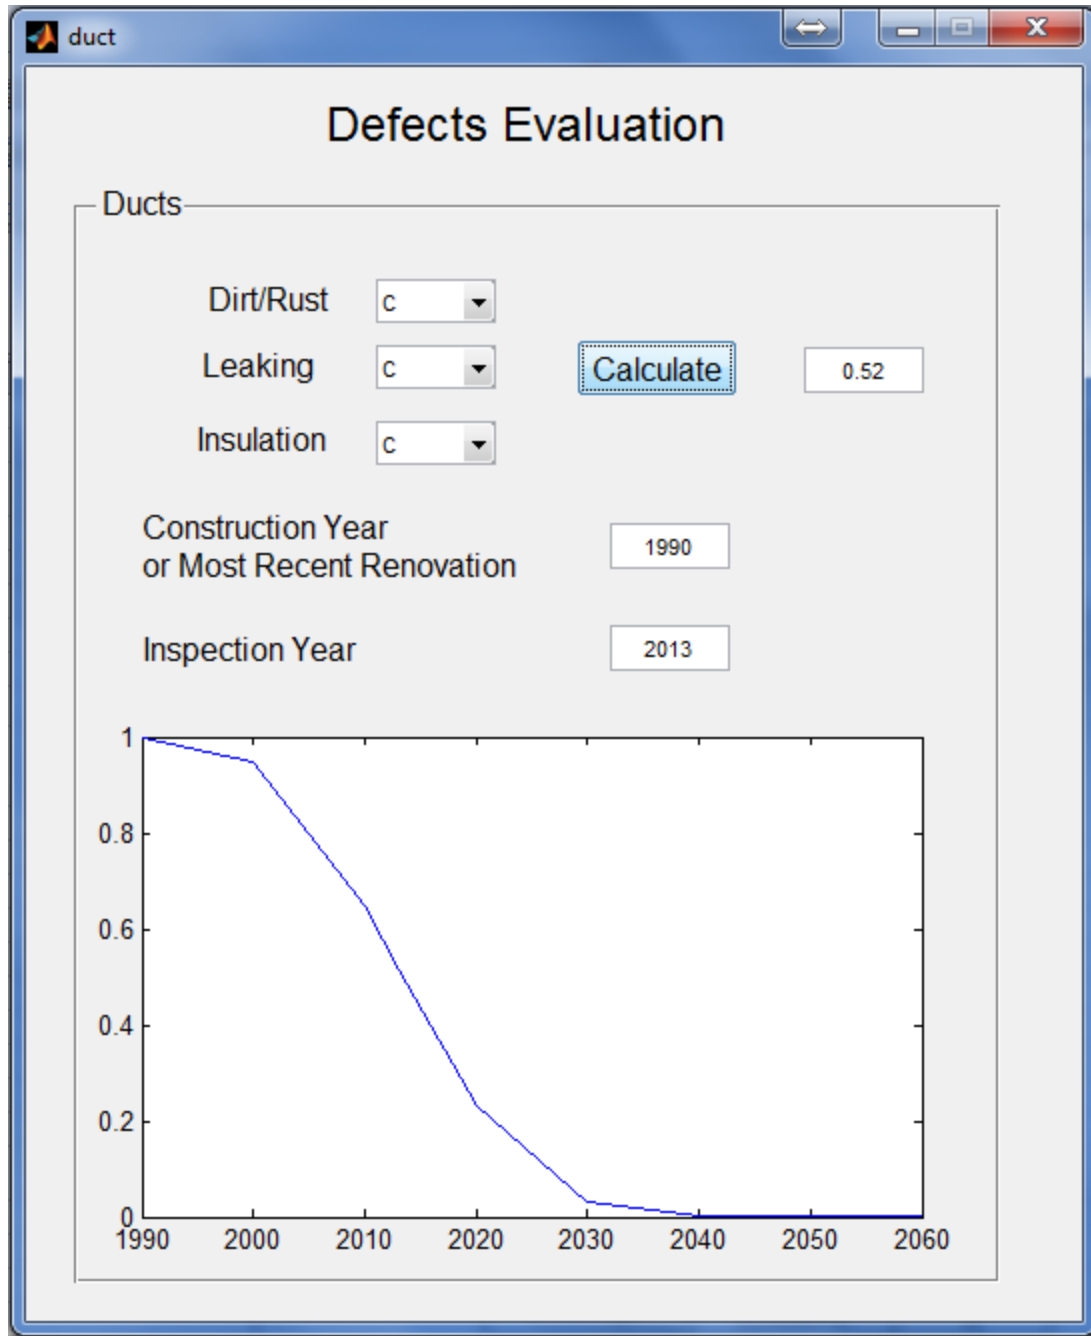 duct
Defects Evaluation
Ducts
Dirt/Rust C
Leaking C Calculate 0.52
Insulation C
Construction Year
or Most Recent Renovation 1990
Inspection Year 2013
1
0.8
0.6
0.4
0.2
0
1990 2000 2010 2020 2030 2040 2050 2060